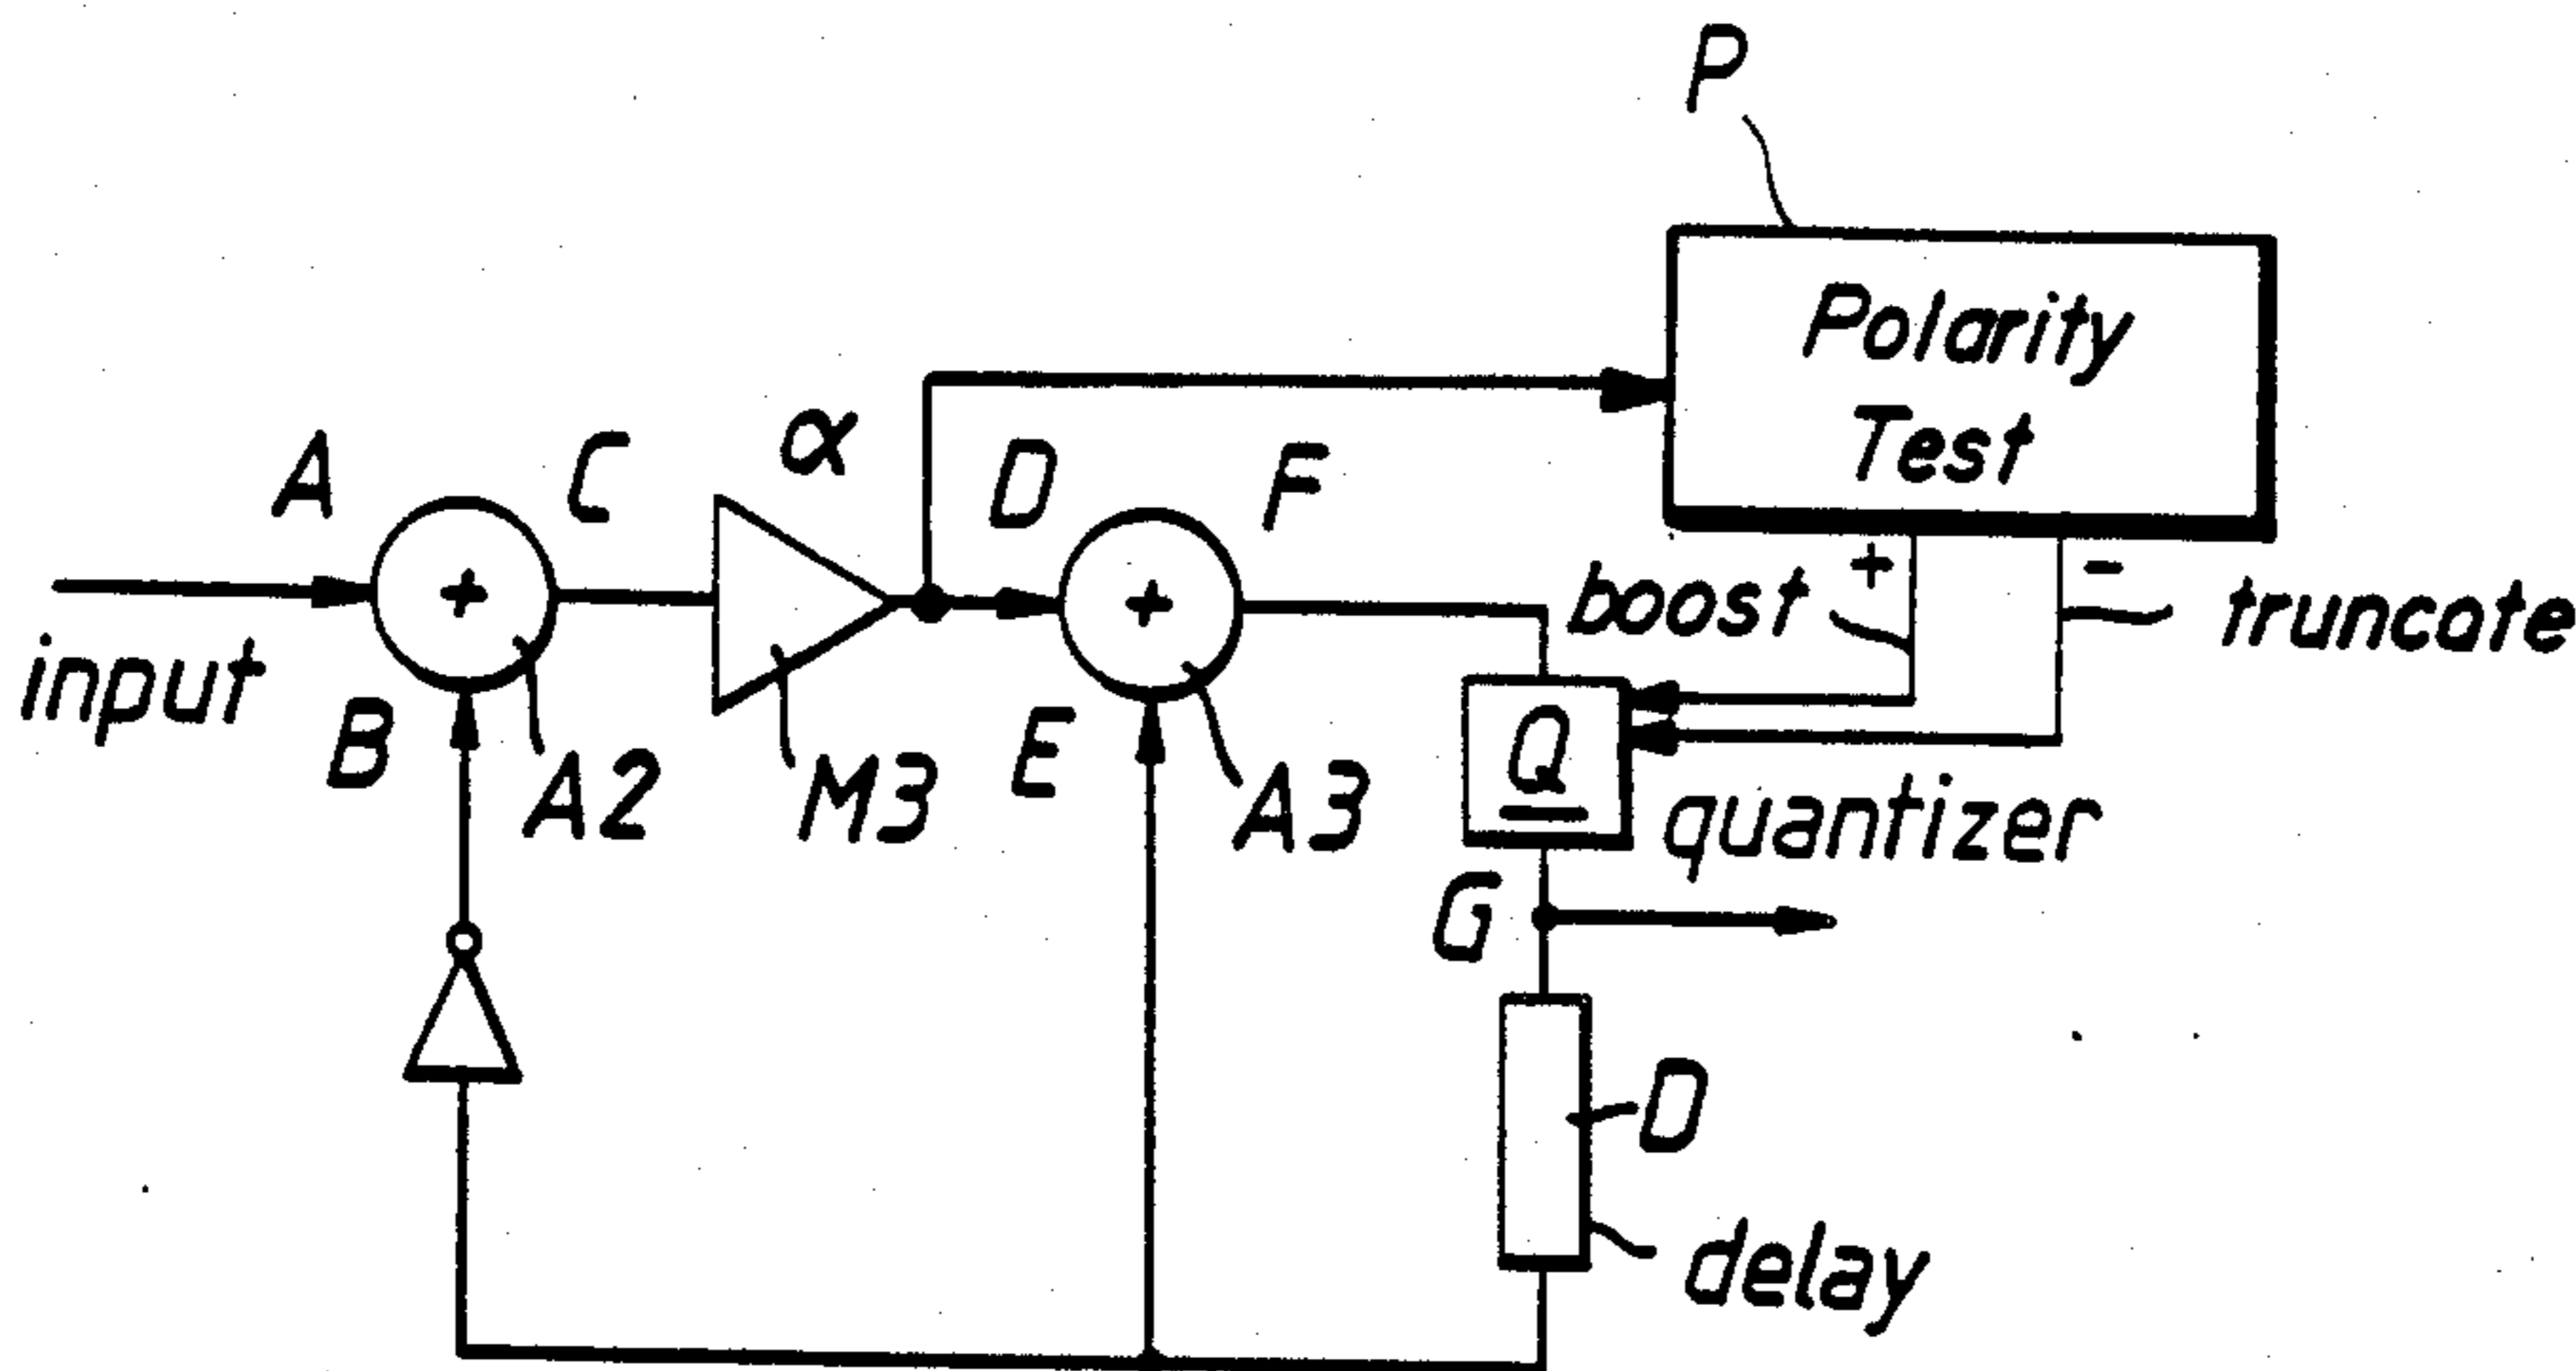 P
Polarity
Test
A
C
α
D
F
+
+
+
-
boost
truncate
input
B
A2
M3
E
A3
Q
quantizer
G
D
delay